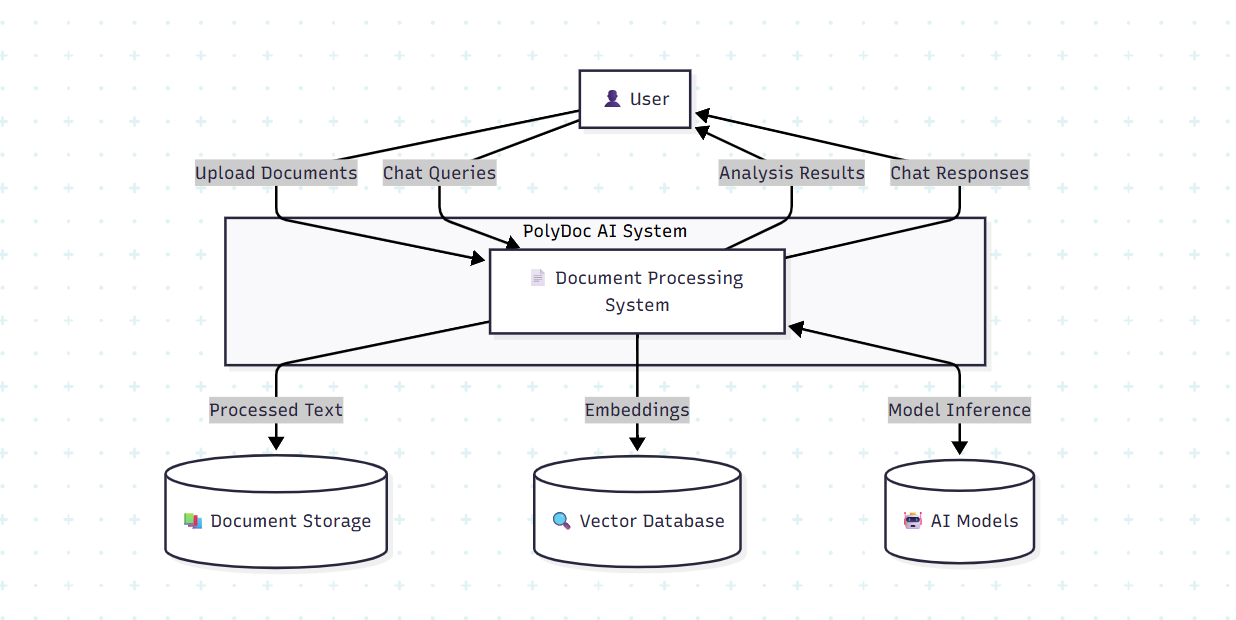 User
Upload Documents
Chat Queries
Analysis Results
Chat Responses
PolyDoc AI System
Document Processing
System
Processed Text
Embeddings
Model Inference
Document Storage
Vector Database
AI Models